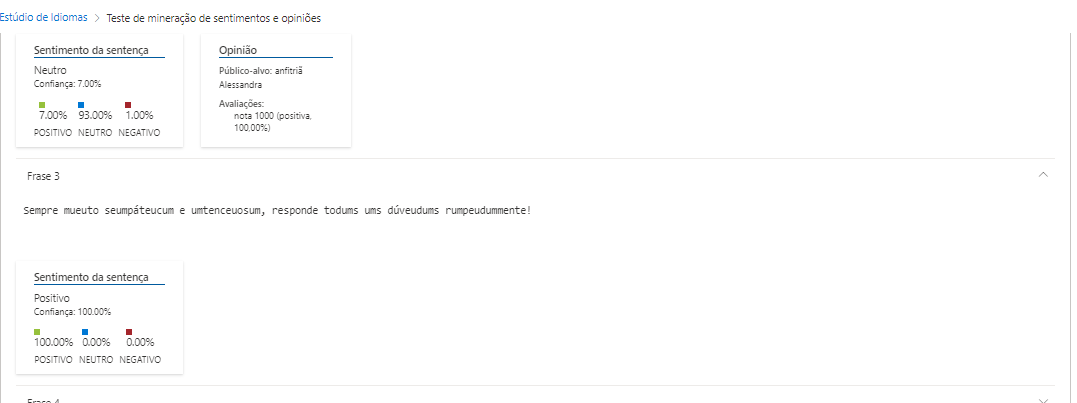 Estúdio de Idiomas > Teste de mineração de sentimentos e opiniões
Sentimento da sentença
Neutro
Confiança: 7.00%
7.00% 93.00% 1.00%
POSITIVO NEUTRO NEGATIVO
Opinião
Público-alvo: anfitriã
Alessandra
Avaliações:
nota 1000 (positiva,
100,00%)
Frase 3
Sempre mueuto seumpáteucum e umtenceuosum, responde todums ums dúveudums rumpeudummente!
Sentimento da sentença
Positivo
Confiança: 100.00%
100.00% 0.00% 0.00%
POSITIVO NEUTRO NEGATIVO
Frase 4